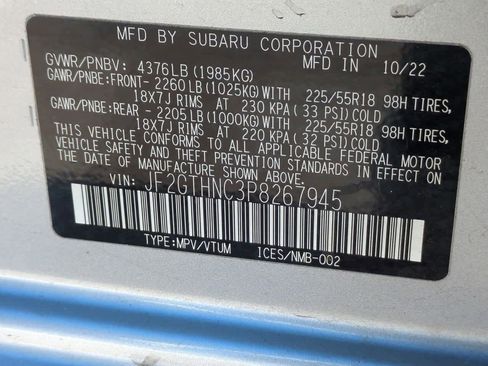 MFD BY SUBARU CORPORATION
GVWR/PNBV: 4376LB(1985KG) 10/22
GAWR/PNBE:FRONT-2260LB(1025KG)WITH 225/55R18 98H TIRES,
18X7J RIMS AT 230 KPA(33 PSI)COLD
GAWR/PNBE:REAR -2205LB(1000KG)WITH 225/55R18 98H TIRES,
18X7J RIMS AT 220 KPA(32 PSI)COLD
THIS VEHICLE CONFORMS TO ALL APPLICABLE FEDERAL MOTOR
VEHICLE SAFETY AND THEFT PREVENTION STANDARDS IN EFFECT
ON THE DATE OF MANUFACTURE SHOWN ABOVE.
VIN: JF2GTHNC3P8267945
TYPE:MPV/VTUM ICES/NMB-002